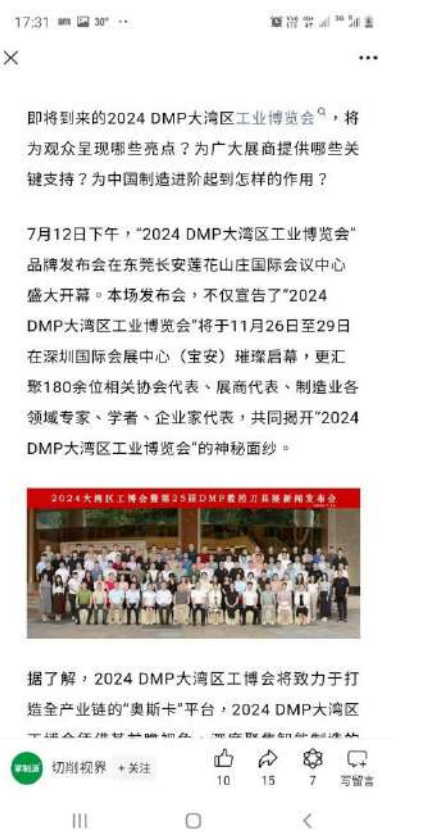 17:31
30°
即将到来的2024 DMP大湾区工业博览会，将
为观众呈现哪些亮点？为广大展商提供哪些关
键支持？为中国制造进阶起到怎样的作用？
7月12日下午，“2024 DMP大湾区工业博览会”
品牌发布会在东莞长安莲花山庄国际会议中心
盛大开幕。本场发布会，不仅宣告了“2024
DMP大湾区工业博览会”将于11月26日至29日
在深圳国际会展中心（宝安）璀璨启幕，更汇
聚180余位相关协会代表、展商代表、制造业各
领域专家、学者、企业家代表，共同揭开“2024
DMP大湾区工业博览会”的神秘面纱。
2024大湾区工博会暨第25届DMP数控刀具展新闻发布会
据了解，2024 DMP大湾区工博会将致力于打
造全产业链的“奥斯卡”平台，2024 DMP大湾区
切削视界 +关注
10 15 7 写留言